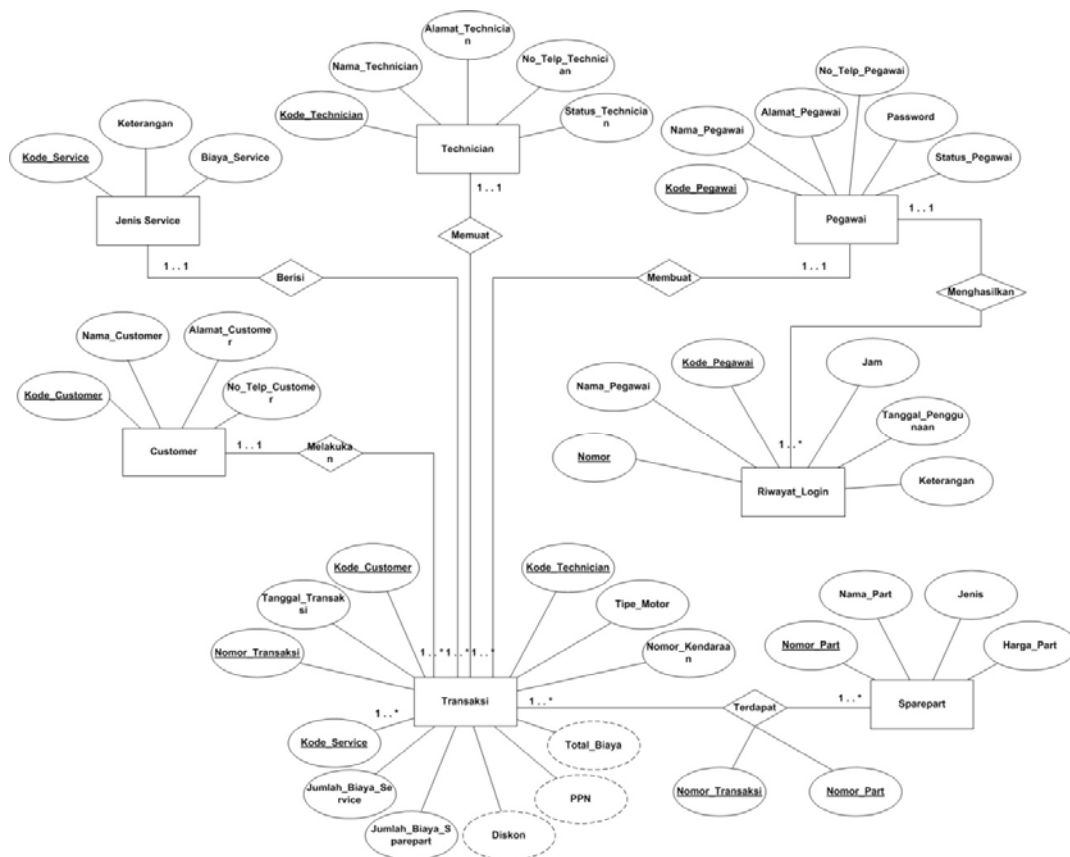 Alamat_Technicia
n
Nama_Technician
No_Telp_Technici
an
Kode_Technician
Status_Technicia
n
Technician
1..1
Memuat
No_Telp_Pegawai
Alamat_Pegawai
Password
Nama_Pegawai
Status_Pegawai
Kode_Pegawai
Pegawai
1..1
1..1
Keterangan
Kode_Service
Biaya_Service
Jenis Service
1..1
Berisi
Membuat
Menghasilkan
Nama_Customer
Alamat_Custome
r
Kode_Customer
No_Telp_Custome
r
Customer
1..1
Melakuka
n
Kode_Pegawai
Jam
Nama_Pegawai
Tanggal_Penggu
naan
Nomor
1..*
Keterangan
Riwayat_Login
Kode_Customer
Kode_Technician
Tanggal_Transak
si
Tipe_Motor
Nomor_Transaksi
Nomor_Kendaraa
n
1..*
1..*
1..*
Transaksi
1..*
1..*
Kode_Service
Total_Biaya
Jumlah_Biaya_Se
rvice
PPN
Jumlah_Biaya_S
parepart
Diskon
Nama_Part
Jenis
Nomor_Part
Harga_Part
1..*
Sparepart
Terdapat
Nomor_Transaksi
Nomor_Part